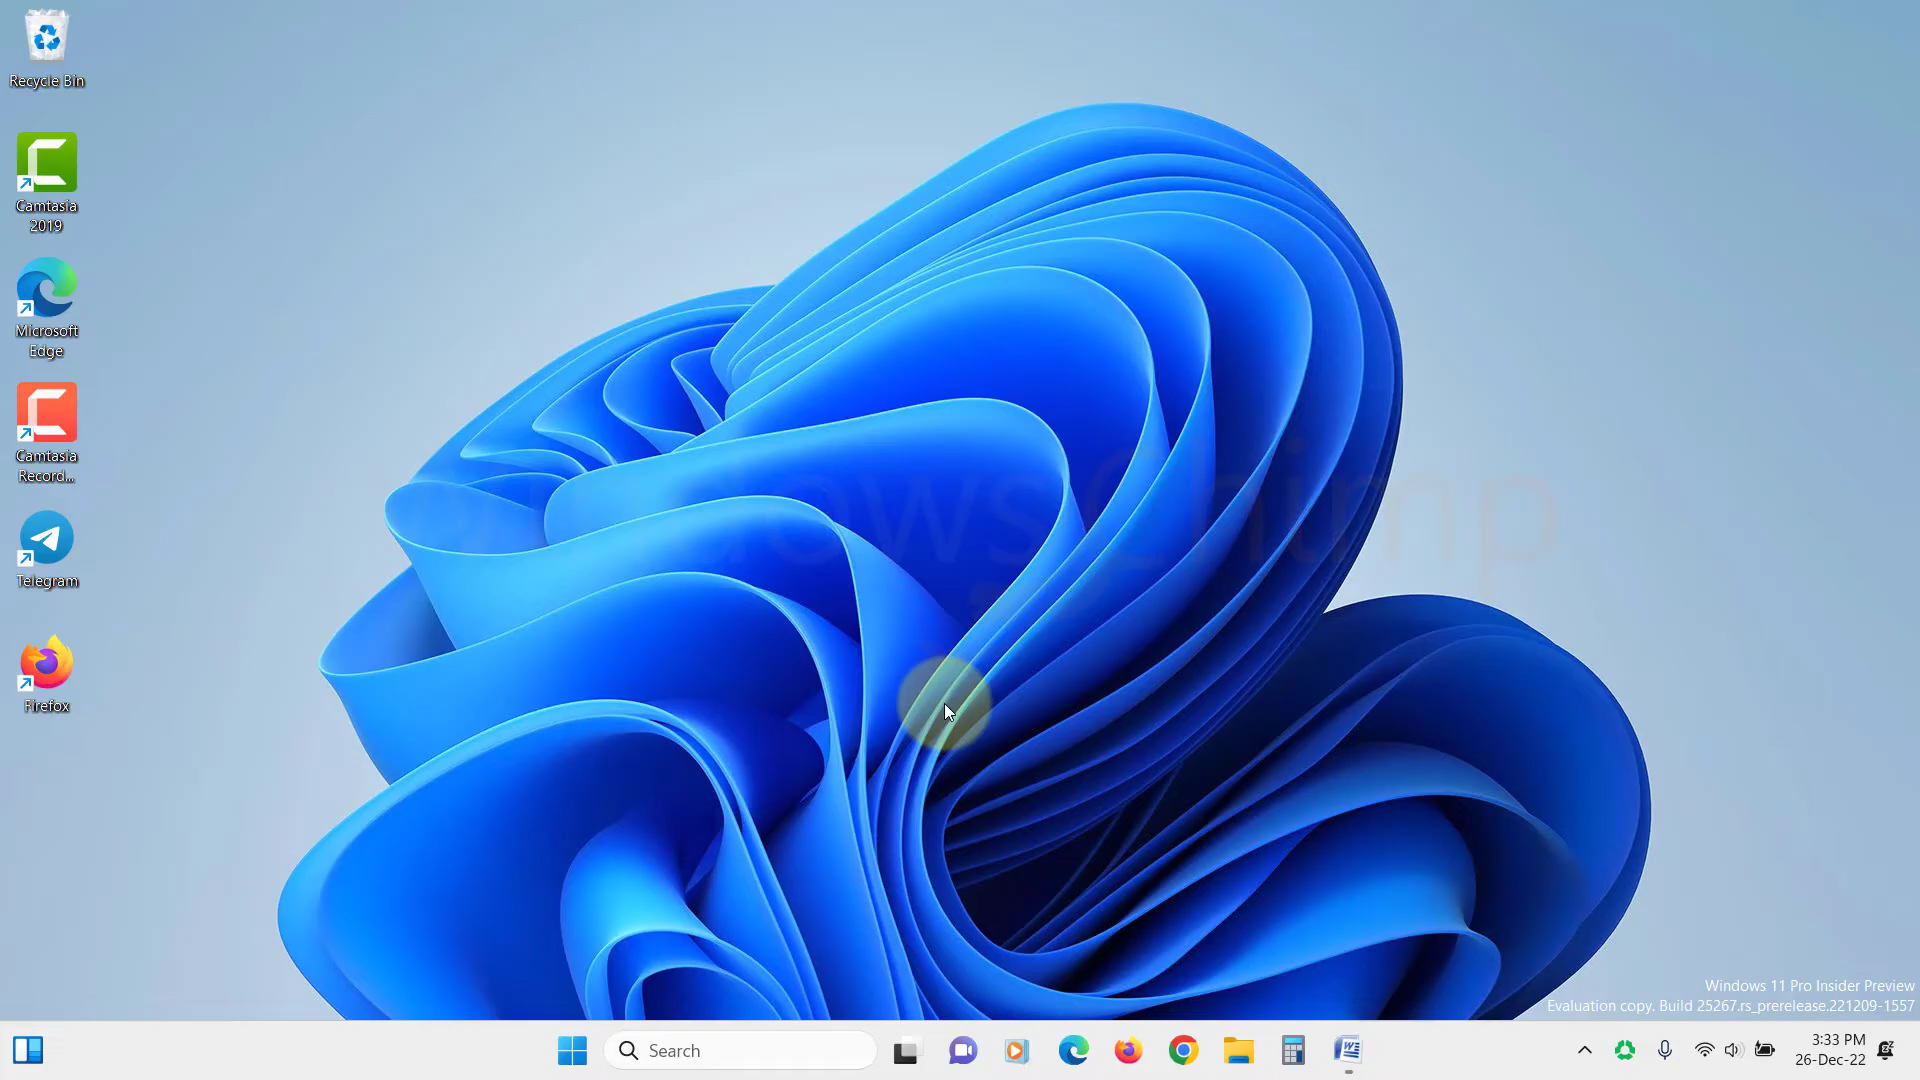 Recycle Bin
Camtasia
2019
Microsoft
Edge
Camtasia
Record...
Telegram
Firefox
WindowsChimp
Windows 11 Pro Insider Preview
Evaluation copy. Build 25267.rs_prerelease.221209-1557
Search
3:33 PM
26-Dec-22